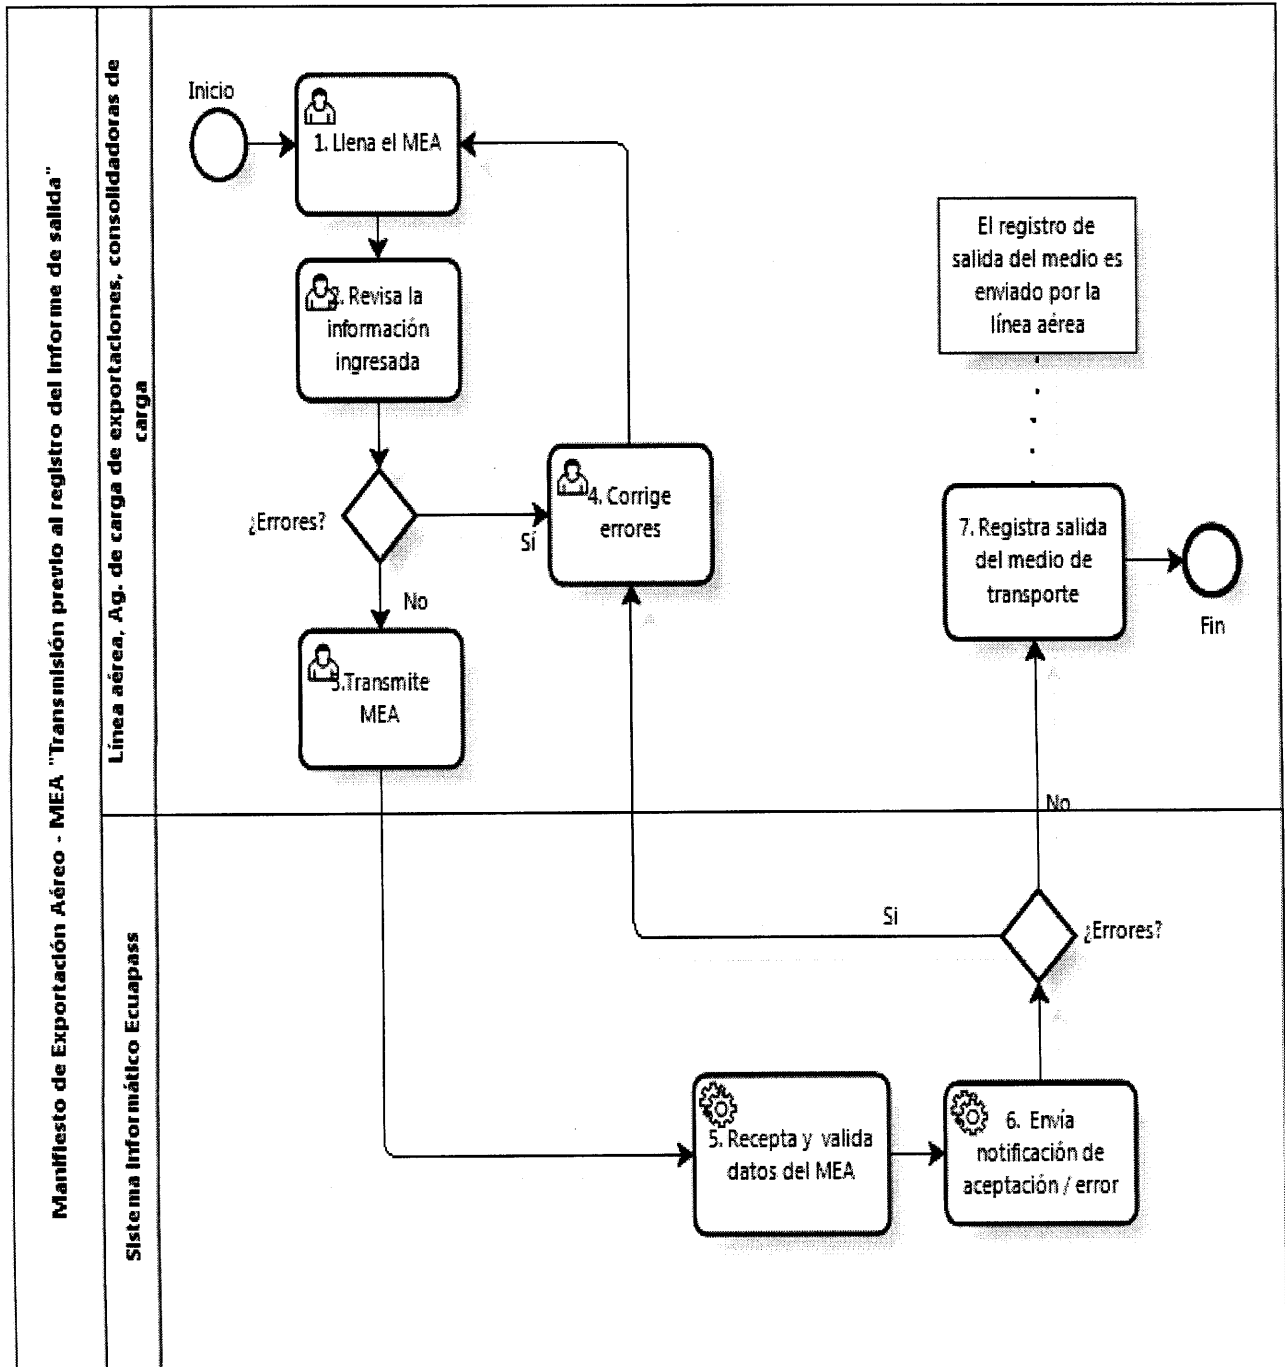 Manifiesto de Exportación Aéreo - MEA "Transmisión previo al registro del Informe de salida"
Línea aérea, Ag. de carga de exportaciones, consolidadoras de
carga
Inicio
1. Llena el MEA
2. Revisa la
información
ingresada
¿Errores?
Sí
No
4. Corrige
errores
3.Transmite
MEA
El registro de
salida del medio es
enviado por la
línea aérea
7. Registra salida
del medio de
transporte
Fin
No
Sistema Informático Ecuapass
Si
¿Errores?
5. Recepta y valida
datos del MEA
6. Envía
notificación de
aceptación / error